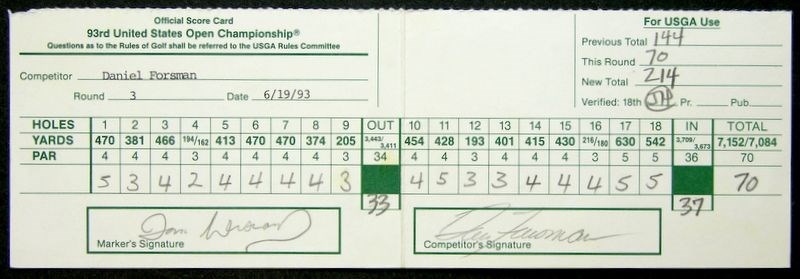 Official Score Card
93rd United States Open Championship®
Questions as to the Rules of Golf shall be referred to the USGA Rules Committee
Competitor Daniel Forsman
Round 3 Date 6/19/93
For USGA Use
Previous Total 144
This Round 70
New Total 214
Verified: 18th Pr. Pub.
HOLES 1 2 3 4 5 6 7 8 9 OUT 10 11 12 13 14 15 16 17 18 IN TOTAL
YARDS 470 381 466 194/162 413 470 470 374 205 3,443/3,411 454 428 193 401 415 430 216/180 630 542 3,709/3,673 7,152/7,084
PAR 4 4 4 3 4 4 4 4 3 34 4 4 3 4 4 4 3 5 5 36 70
5 3 4 2 4 4 4 4 3 33 4 5 3 3 4 4 4 5 5 37 70
Marker's Signature
Competitor's Signature